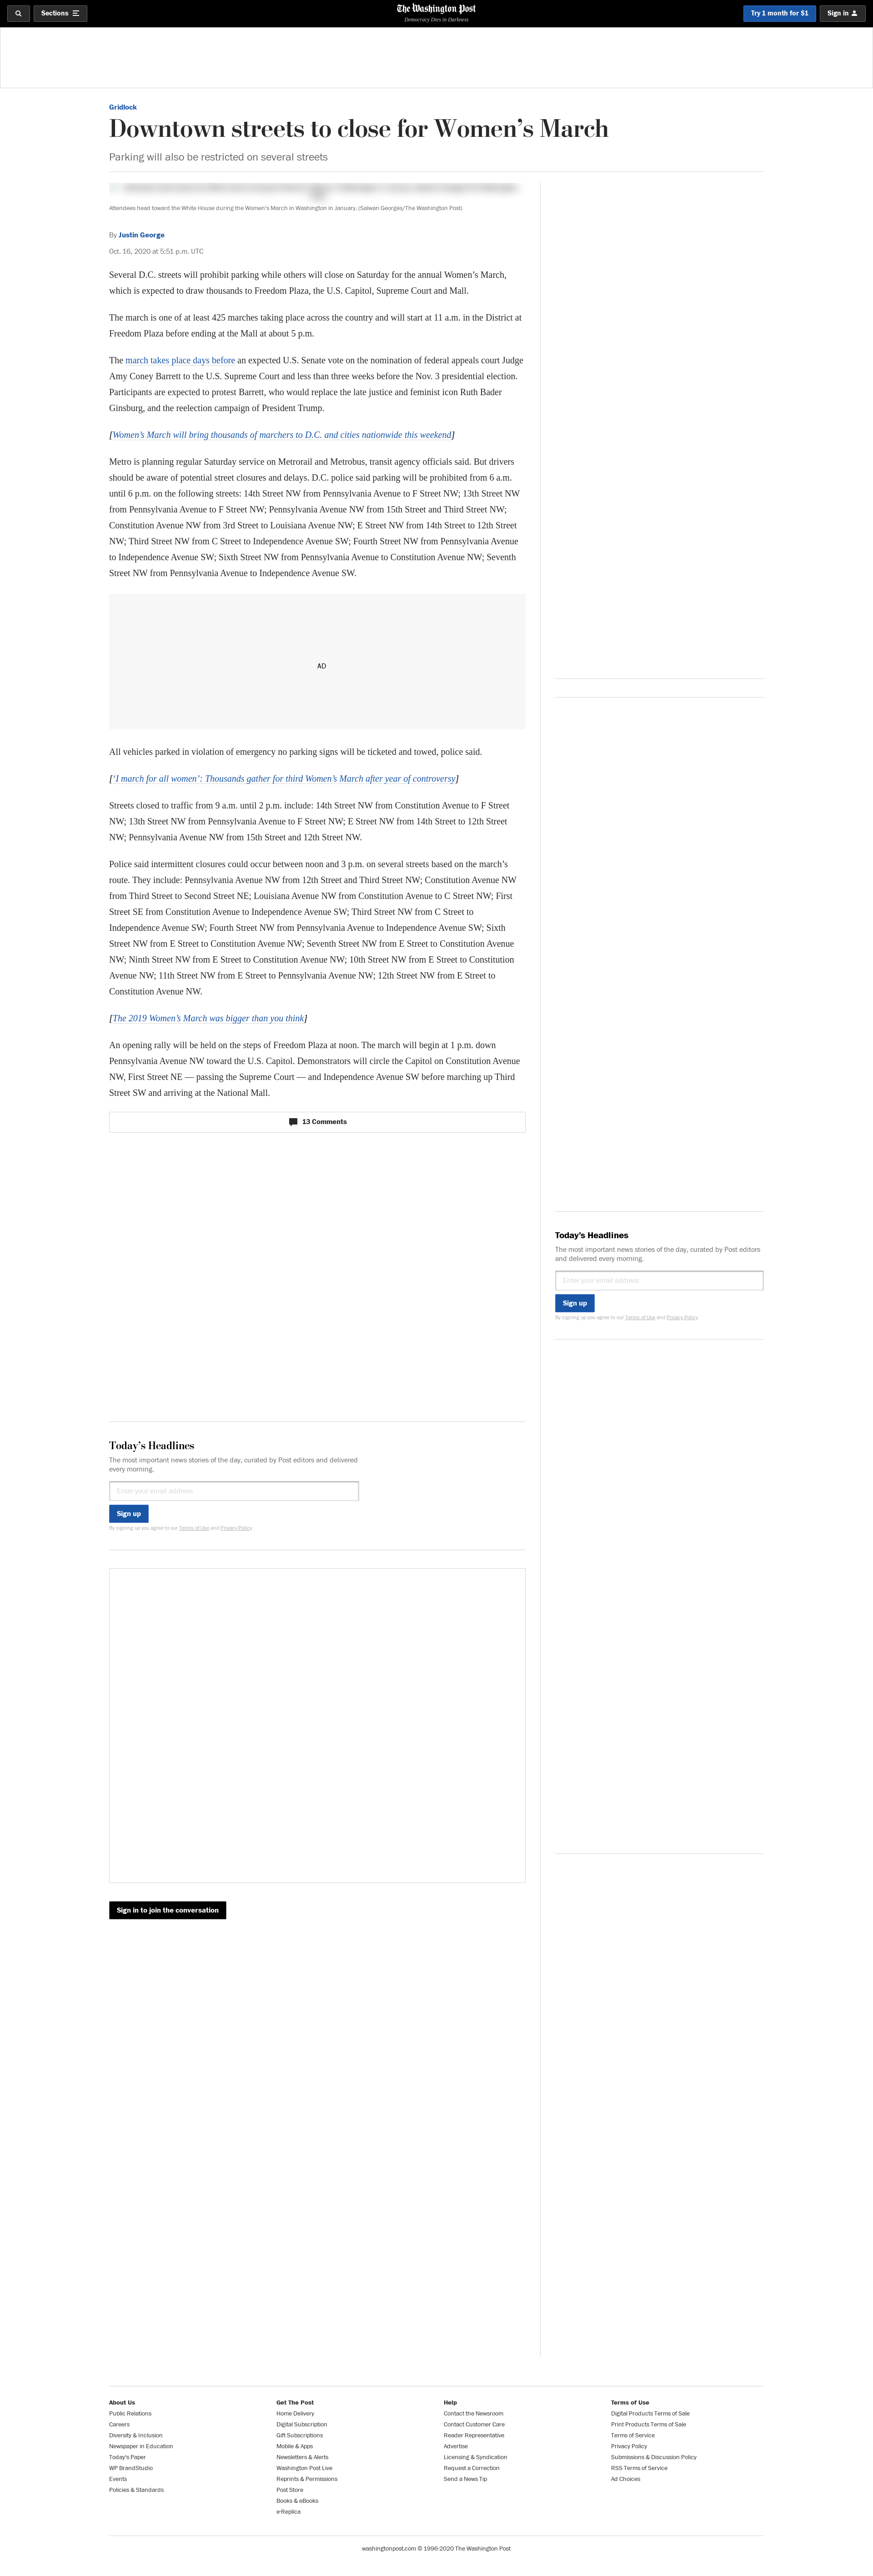 Sections
The Washington Post
Democracy Dies in Darkness
Try 1 month for $1
Sign in
Gridlock
Downtown streets to close for Women’s March
Parking will also be restricted on several streets
Attendees head toward the White House during the Women's March in Washington in January. (Salwan Georges/The Washington Post)
By Justin George
Oct. 16, 2020 at 5:51 p.m. UTC
Several D.C. streets will prohibit parking while others will close on Saturday for the annual Women’s March,
which is expected to draw thousands to Freedom Plaza, the U.S. Capitol, Supreme Court and Mall.
The march is one of at least 425 marches taking place across the country and will start at 11 a.m. in the District at
Freedom Plaza before ending at the Mall at about 5 p.m.
The march takes place days before an expected U.S. Senate vote on the nomination of federal appeals court Judge
Amy Coney Barrett to the U.S. Supreme Court and less than three weeks before the Nov. 3 presidential election.
Participants are expected to protest Barrett, who would replace the late justice and feminist icon Ruth Bader
Ginsburg, and the reelection campaign of President Trump.
[Women’s March will bring thousands of marchers to D.C. and cities nationwide this weekend]
Metro is planning regular Saturday service on Metrorail and Metrobus, transit agency officials said. But drivers
should be aware of potential street closures and delays. D.C. police said parking will be prohibited from 6 a.m.
until 6 p.m. on the following streets: 14th Street NW from Pennsylvania Avenue to F Street NW; 13th Street NW
from Pennsylvania Avenue to F Street NW; Pennsylvania Avenue NW from 15th Street and Third Street NW;
Constitution Avenue NW from 3rd Street to Louisiana Avenue NW; E Street NW from 14th Street to 12th Street
NW; Third Street NW from C Street to Independence Avenue SW; Fourth Street NW from Pennsylvania Avenue
to Independence Avenue SW; Sixth Street NW from Pennsylvania Avenue to Constitution Avenue NW; Seventh
Street NW from Pennsylvania Avenue to Independence Avenue SW.
AD
All vehicles parked in violation of emergency no parking signs will be ticketed and towed, police said.
[‘I march for all women’: Thousands gather for third Women’s March after year of controversy]
Streets closed to traffic from 9 a.m. until 2 p.m. include: 14th Street NW from Constitution Avenue to F Street
NW; 13th Street NW from Pennsylvania Avenue to F Street NW; E Street NW from 14th Street to 12th Street
NW; Pennsylvania Avenue NW from 15th Street and 12th Street NW.
Police said intermittent closures could occur between noon and 3 p.m. on several streets based on the march’s
route. They include: Pennsylvania Avenue NW from 12th Street and Third Street NW; Constitution Avenue NW
from Third Street to Second Street NE; Louisiana Avenue NW from Constitution Avenue to C Street NW; First
Street SE from Constitution Avenue to Independence Avenue SW; Third Street NW from C Street to
Independence Avenue SW; Fourth Street NW from Pennsylvania Avenue to Independence Avenue SW; Sixth
Street NW from E Street to Constitution Avenue NW; Seventh Street NW from E Street to Constitution Avenue
NW; Ninth Street NW from E Street to Constitution Avenue NW; 10th Street NW from E Street to Constitution
Avenue NW; 11th Street NW from E Street to Pennsylvania Avenue NW; 12th Street NW from E Street to
Constitution Avenue NW.
[The 2019 Women’s March was bigger than you think]
An opening rally will be held on the steps of Freedom Plaza at noon. The march will begin at 1 p.m. down
Pennsylvania Avenue NW toward the U.S. Capitol. Demonstrators will circle the Capitol on Constitution Avenue
NW, First Street NE — passing the Supreme Court — and Independence Avenue SW before marching up Third
Street SW and arriving at the National Mall.
13 Comments
Today's Headlines
The most important news stories of the day, curated by Post editors
and delivered every morning.
Enter your email address
Sign up
By signing up you agree to our Terms of Use and Privacy Policy
Today’s Headlines
The most important news stories of the day, curated by Post editors and delivered
every morning.
Enter your email address
Sign up
By signing up you agree to our Terms of Use and Privacy Policy
Sign in to join the conversation
About Us
Public Relations
Careers
Diversity & Inclusion
Newspaper in Education
Today's Paper
WP BrandStudio
Events
Policies & Standards
Get The Post
Home Delivery
Digital Subscription
Gift Subscriptions
Mobile & Apps
Newsletters & Alerts
Washington Post Live
Reprints & Permissions
Post Store
Books & eBooks
e-Replica
Help
Contact the Newsroom
Contact Customer Care
Reader Representative
Advertise
Licensing & Syndication
Request a Correction
Send a News Tip
Terms of Use
Digital Products Terms of Sale
Print Products Terms of Sale
Terms of Service
Privacy Policy
Submissions & Discussion Policy
RSS Terms of Service
Ad Choices
washingtonpost.com © 1996-2020 The Washington Post